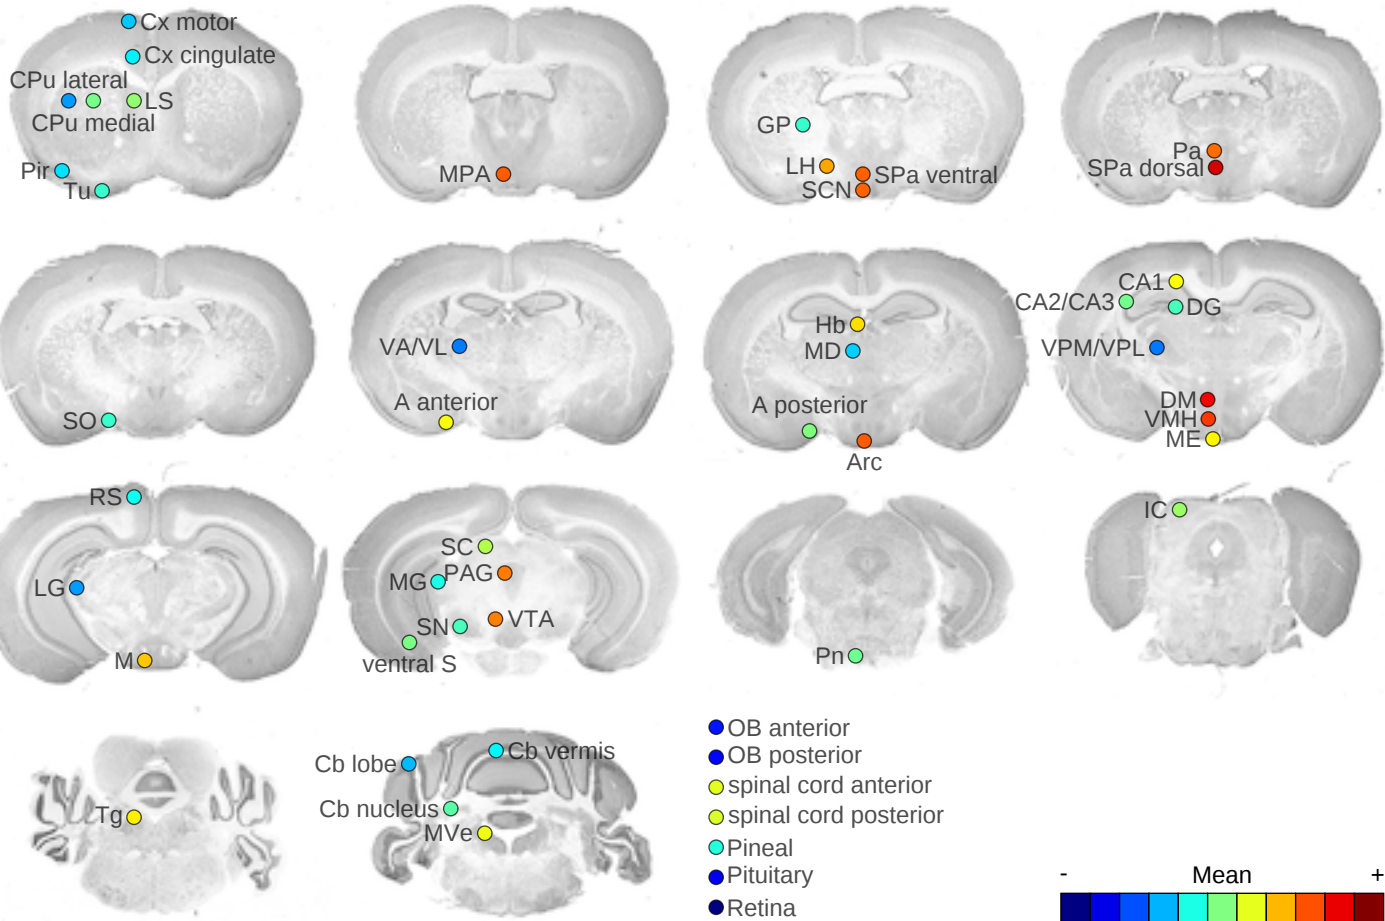 Cx motor
Cx cingulate
CPu lateral
LS
CPu medial
Pir
Tu
MPA
GP
LH
SPa ventral
SCN
Pa
SPa dorsal
SO
VA/VL
A anterior
Hb
MD
A posterior
Arc
CA1
CA2/CA3
DG
VPM/VPL
DM
VMH
ME
RS
LG
M
SC
PAG
MG
VTA
SN
ventral S
Pn
IC
Tg
Cb vermis
Cb lobe
Cb nucleus
MVe
OB anterior
OB posterior
spinal cord anterior
spinal cord posterior
Pineal
Pituitary
Retina
- Mean +